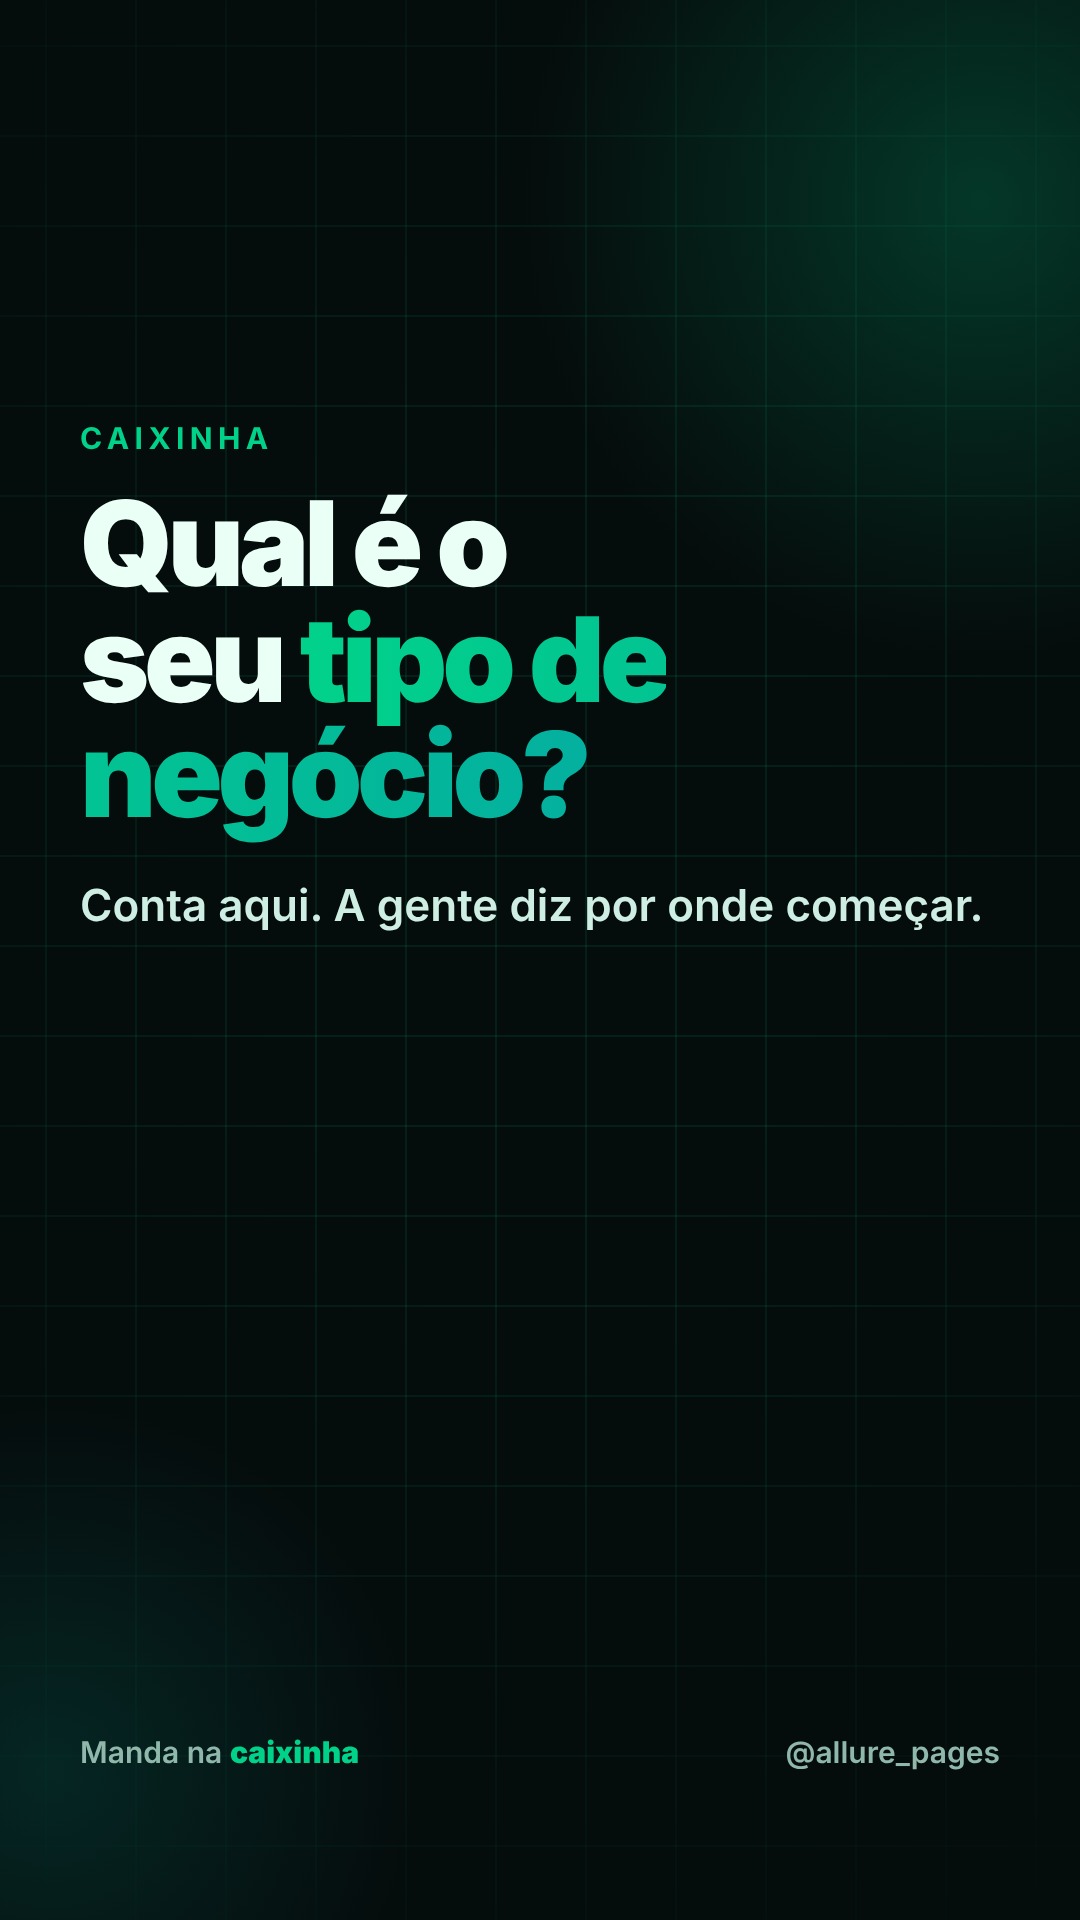 CAIXINHA
Qual é o
seu tipo de
negócio?
Conta aqui. A gente diz por onde começar.
Manda na caixinha
@allure_pages